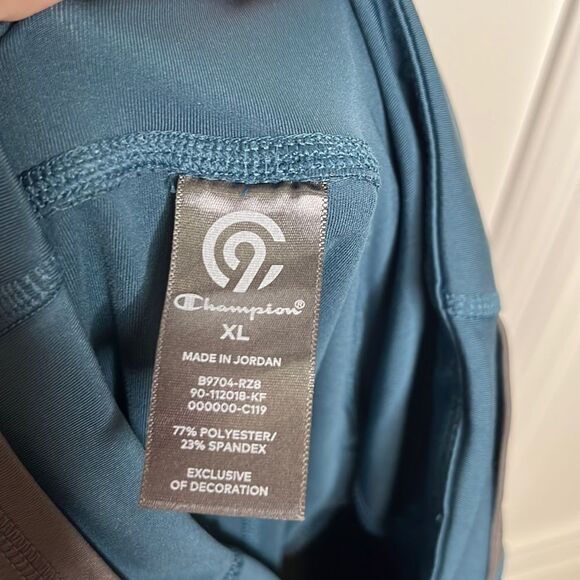 C9
Champion®
XL
MADE IN JORDAN
B9704-RZ8
90-112018-KF
000000-C119
77% POLYESTER/
23% SPANDEX
EXCLUSIVE
OF DECORATION